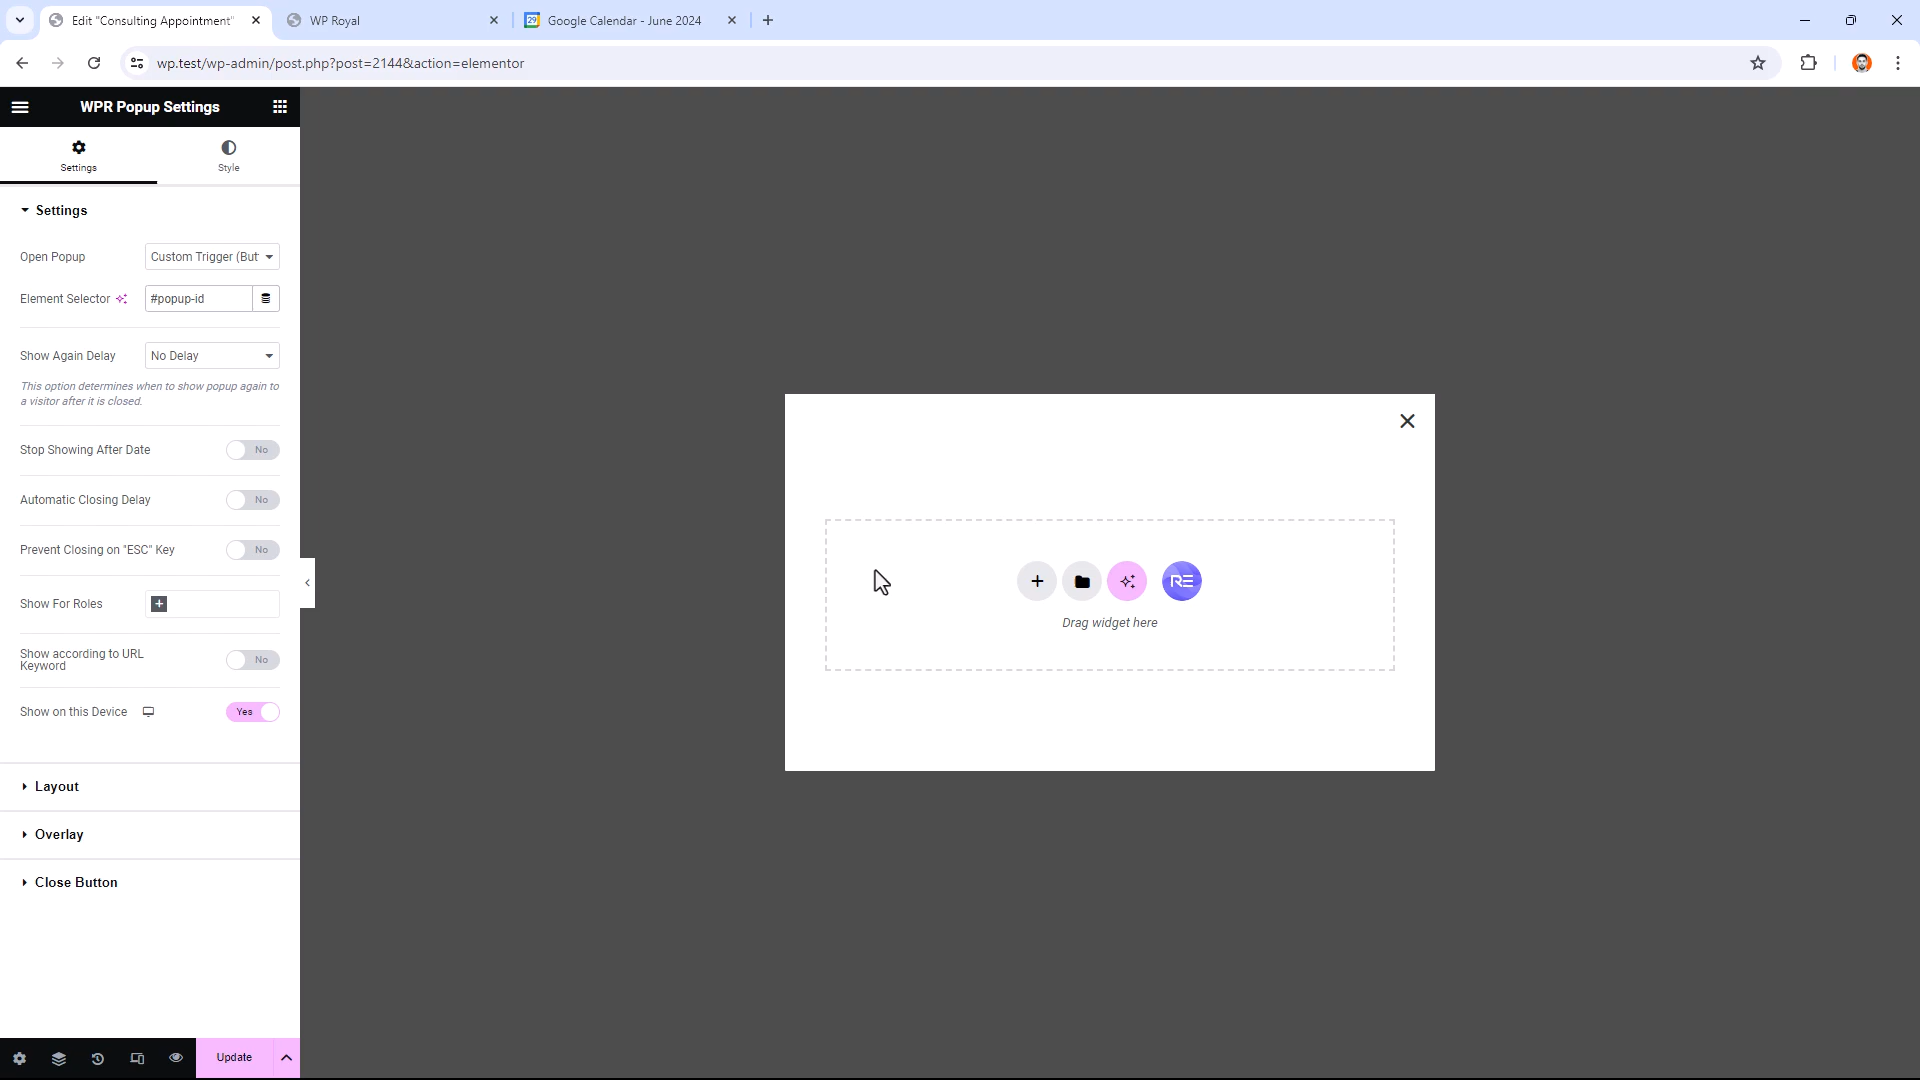 Edit "Consulting Appointment"
WP Royal
29
Google Calendar - June 2024
wp.test/wp-admin/post.php?post=2144&action=elementor
WPR Popup Settings
Settings
Style
Settings
Open Popup
Custom Trigger (But
Element Selector
#popup-id
Show Again Delay
No Delay
This option determines when to show popup again to
a visitor after it is closed.
Stop Showing After Date
No
Automatic Closing Delay
No
Prevent Closing on "ESC" Key
No
Show For Roles
Show according to URL
Keyword
No
Show on this Device
Yes
Layout
Overlay
Close Button
Update
RE
Drag widget here